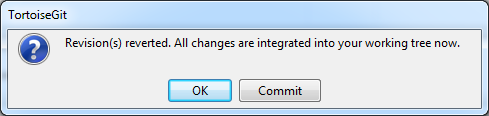 TortoiseGit
Revision(s) reverted. All changes are integrated into your working tree now.
OK
Commit